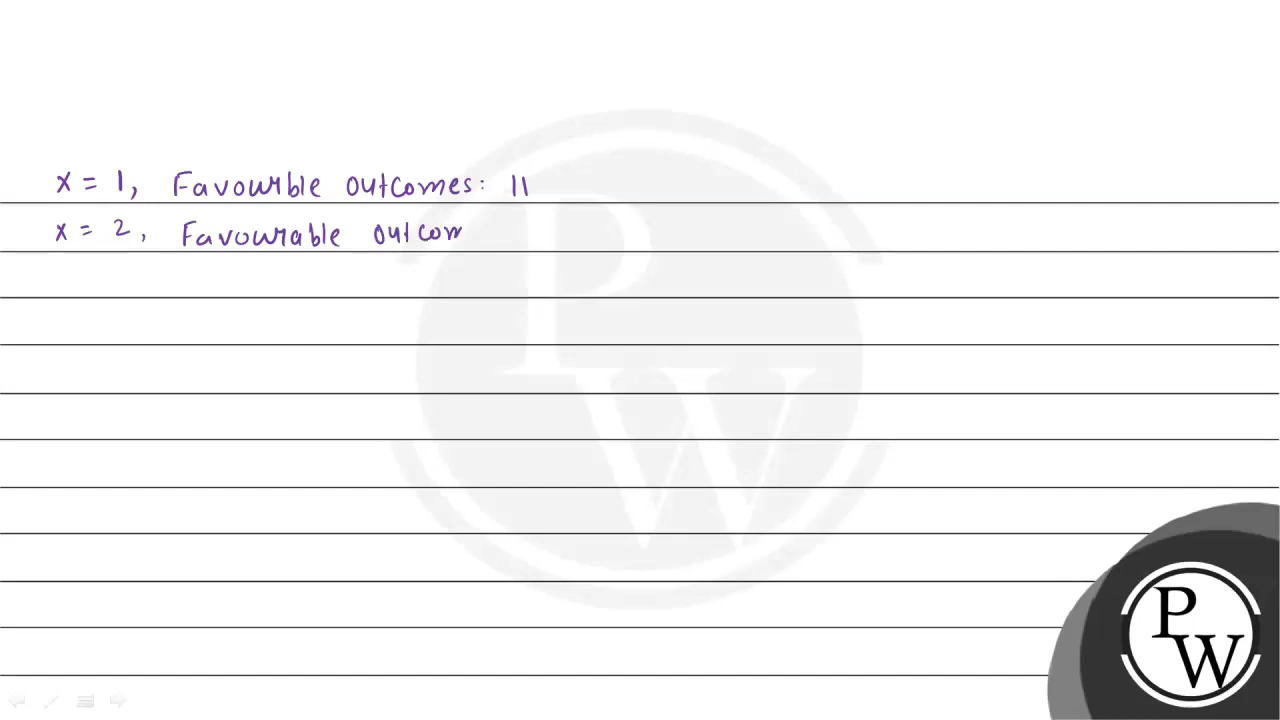 x = 1, Favourble outcomes: 11
x = 2, Favourable outcom
P
W
P
W